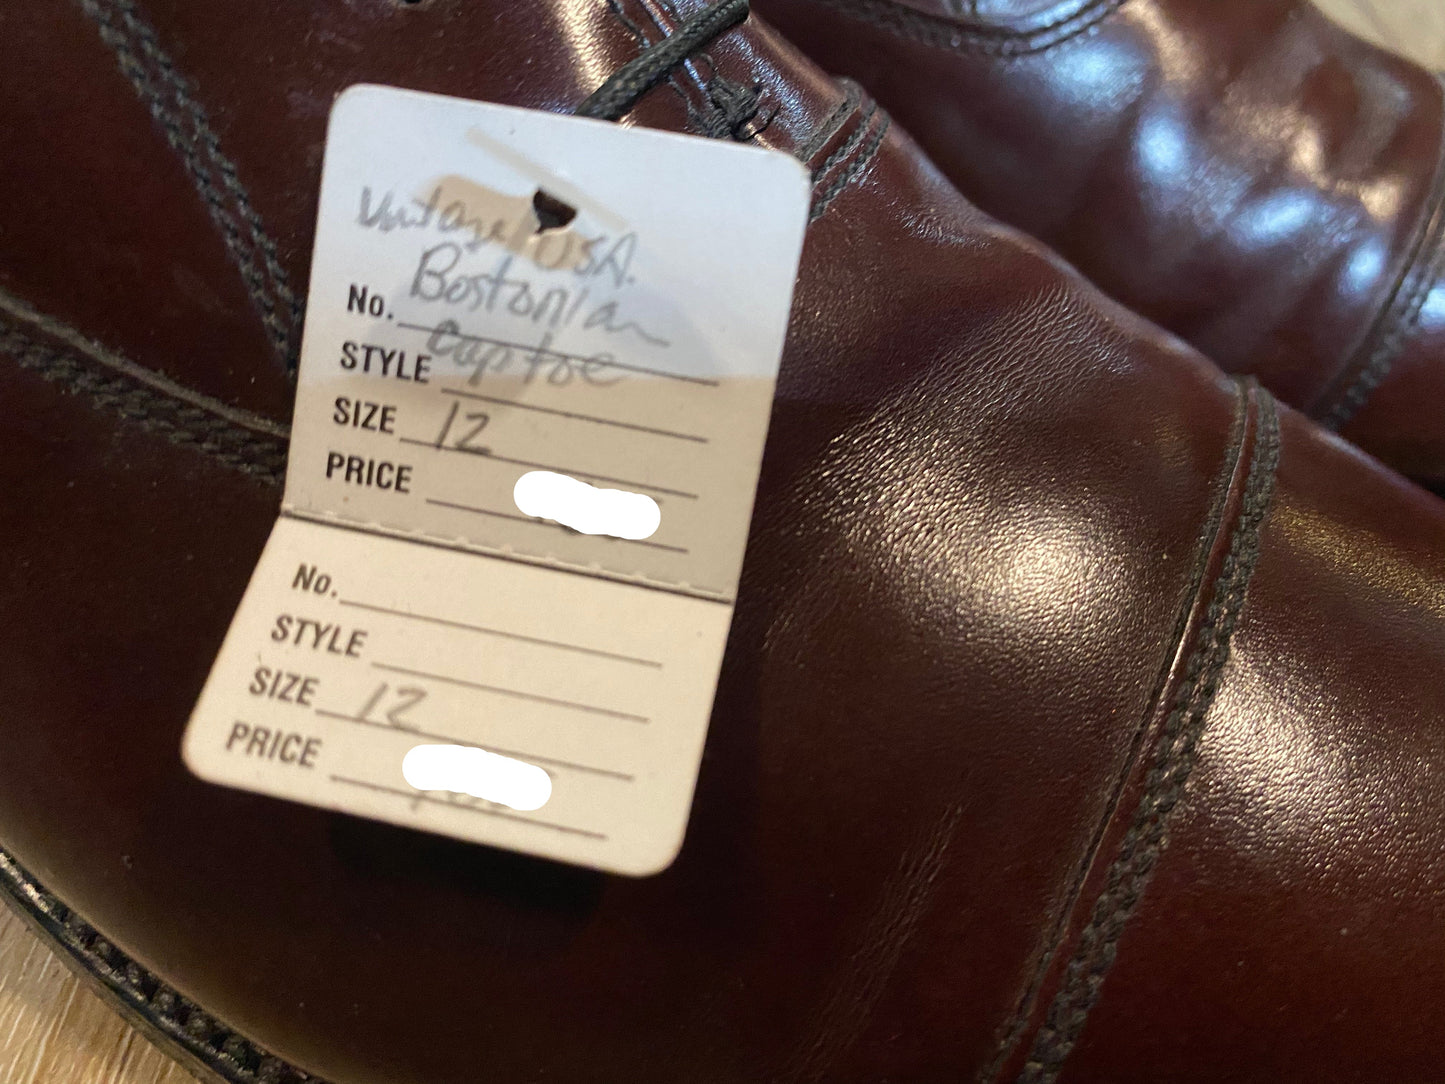 Vintage USA.
Bostonian
No.
Captoe
STYLE
SIZE 12
PRICE
No.
STYLE
SIZE 12
PRICE